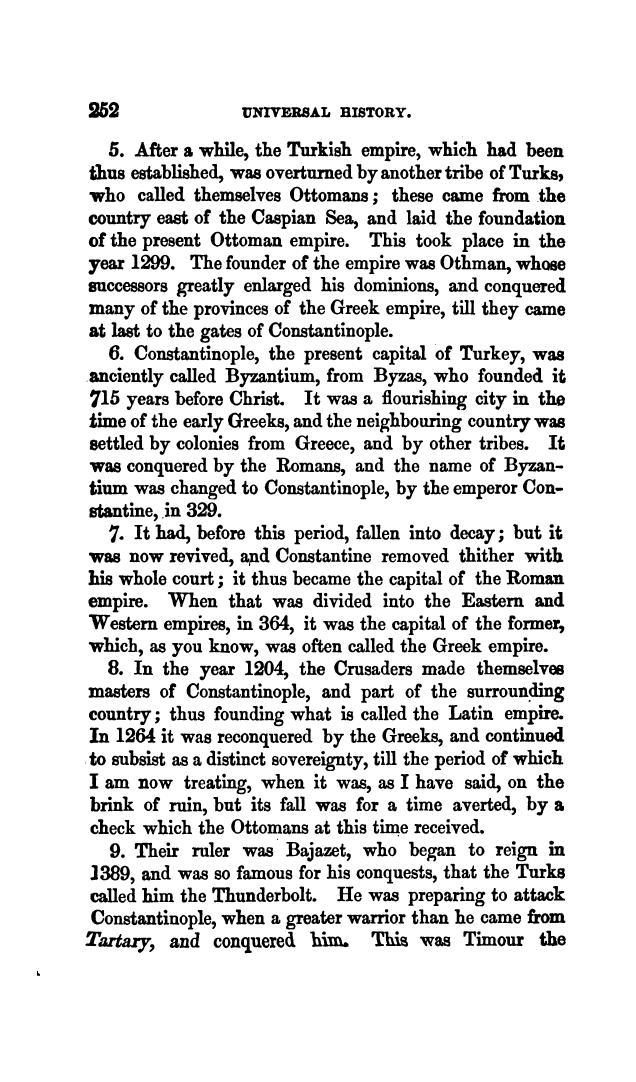 252 UNIVERSAL HISTORY.
5. After a while, the Turkish empire, which had been
thus established, was overturned by another tribe of Turks,
who called themselves Ottomans; these came from the
country east of the Caspian Sea, and laid the foundation
of the present Ottoman empire. This took place in the
year 1299. The founder of the empire was Othman, whose
successors greatly enlarged his dominions, and conquered
many of the provinces of the Greek empire, till they came
at last to the gates of Constantinople.
6. Constantinople, the present capital of Turkey, was
anciently called Byzantium, from Byzas, who founded it
715 years before Christ. It was a flourishing city in the
time of the early Greeks, and the neighbouring country was
settled by colonies from Greece, and by other tribes. It
was conquered by the Romans, and the name of Byzan-
tium was changed to Constantinople, by the emperor Con-
stantine, in 329.
7. It had, before this period, fallen into decay; but it
was now revived, and Constantine removed thither with
his whole court; it thus became the capital of the Roman
empire. When that was divided into the Eastern and
Western empires, in 364, it was the capital of the former,
which, as you know, was often called the Greek empire.
8. In the year 1204, the Crusaders made themselves
masters of Constantinople, and part of the surrounding
country; thus founding what is called the Latin empire.
In 1264 it was reconquered by the Greeks, and continued
to subsist as a distinct sovereignty, till the period of which
I am now treating, when it was, as I have said, on the
brink of ruin, but its fall was for a time averted, by a
check which the Ottomans at this time received.
9. Their ruler was Bajazet, who began to reign in
1389, and was so famous for his conquests, that the Turks
called him the Thunderbolt. He was preparing to attack
Constantinople, when a greater warrior than he came from
Tartary, and conquered him. This was Timour the